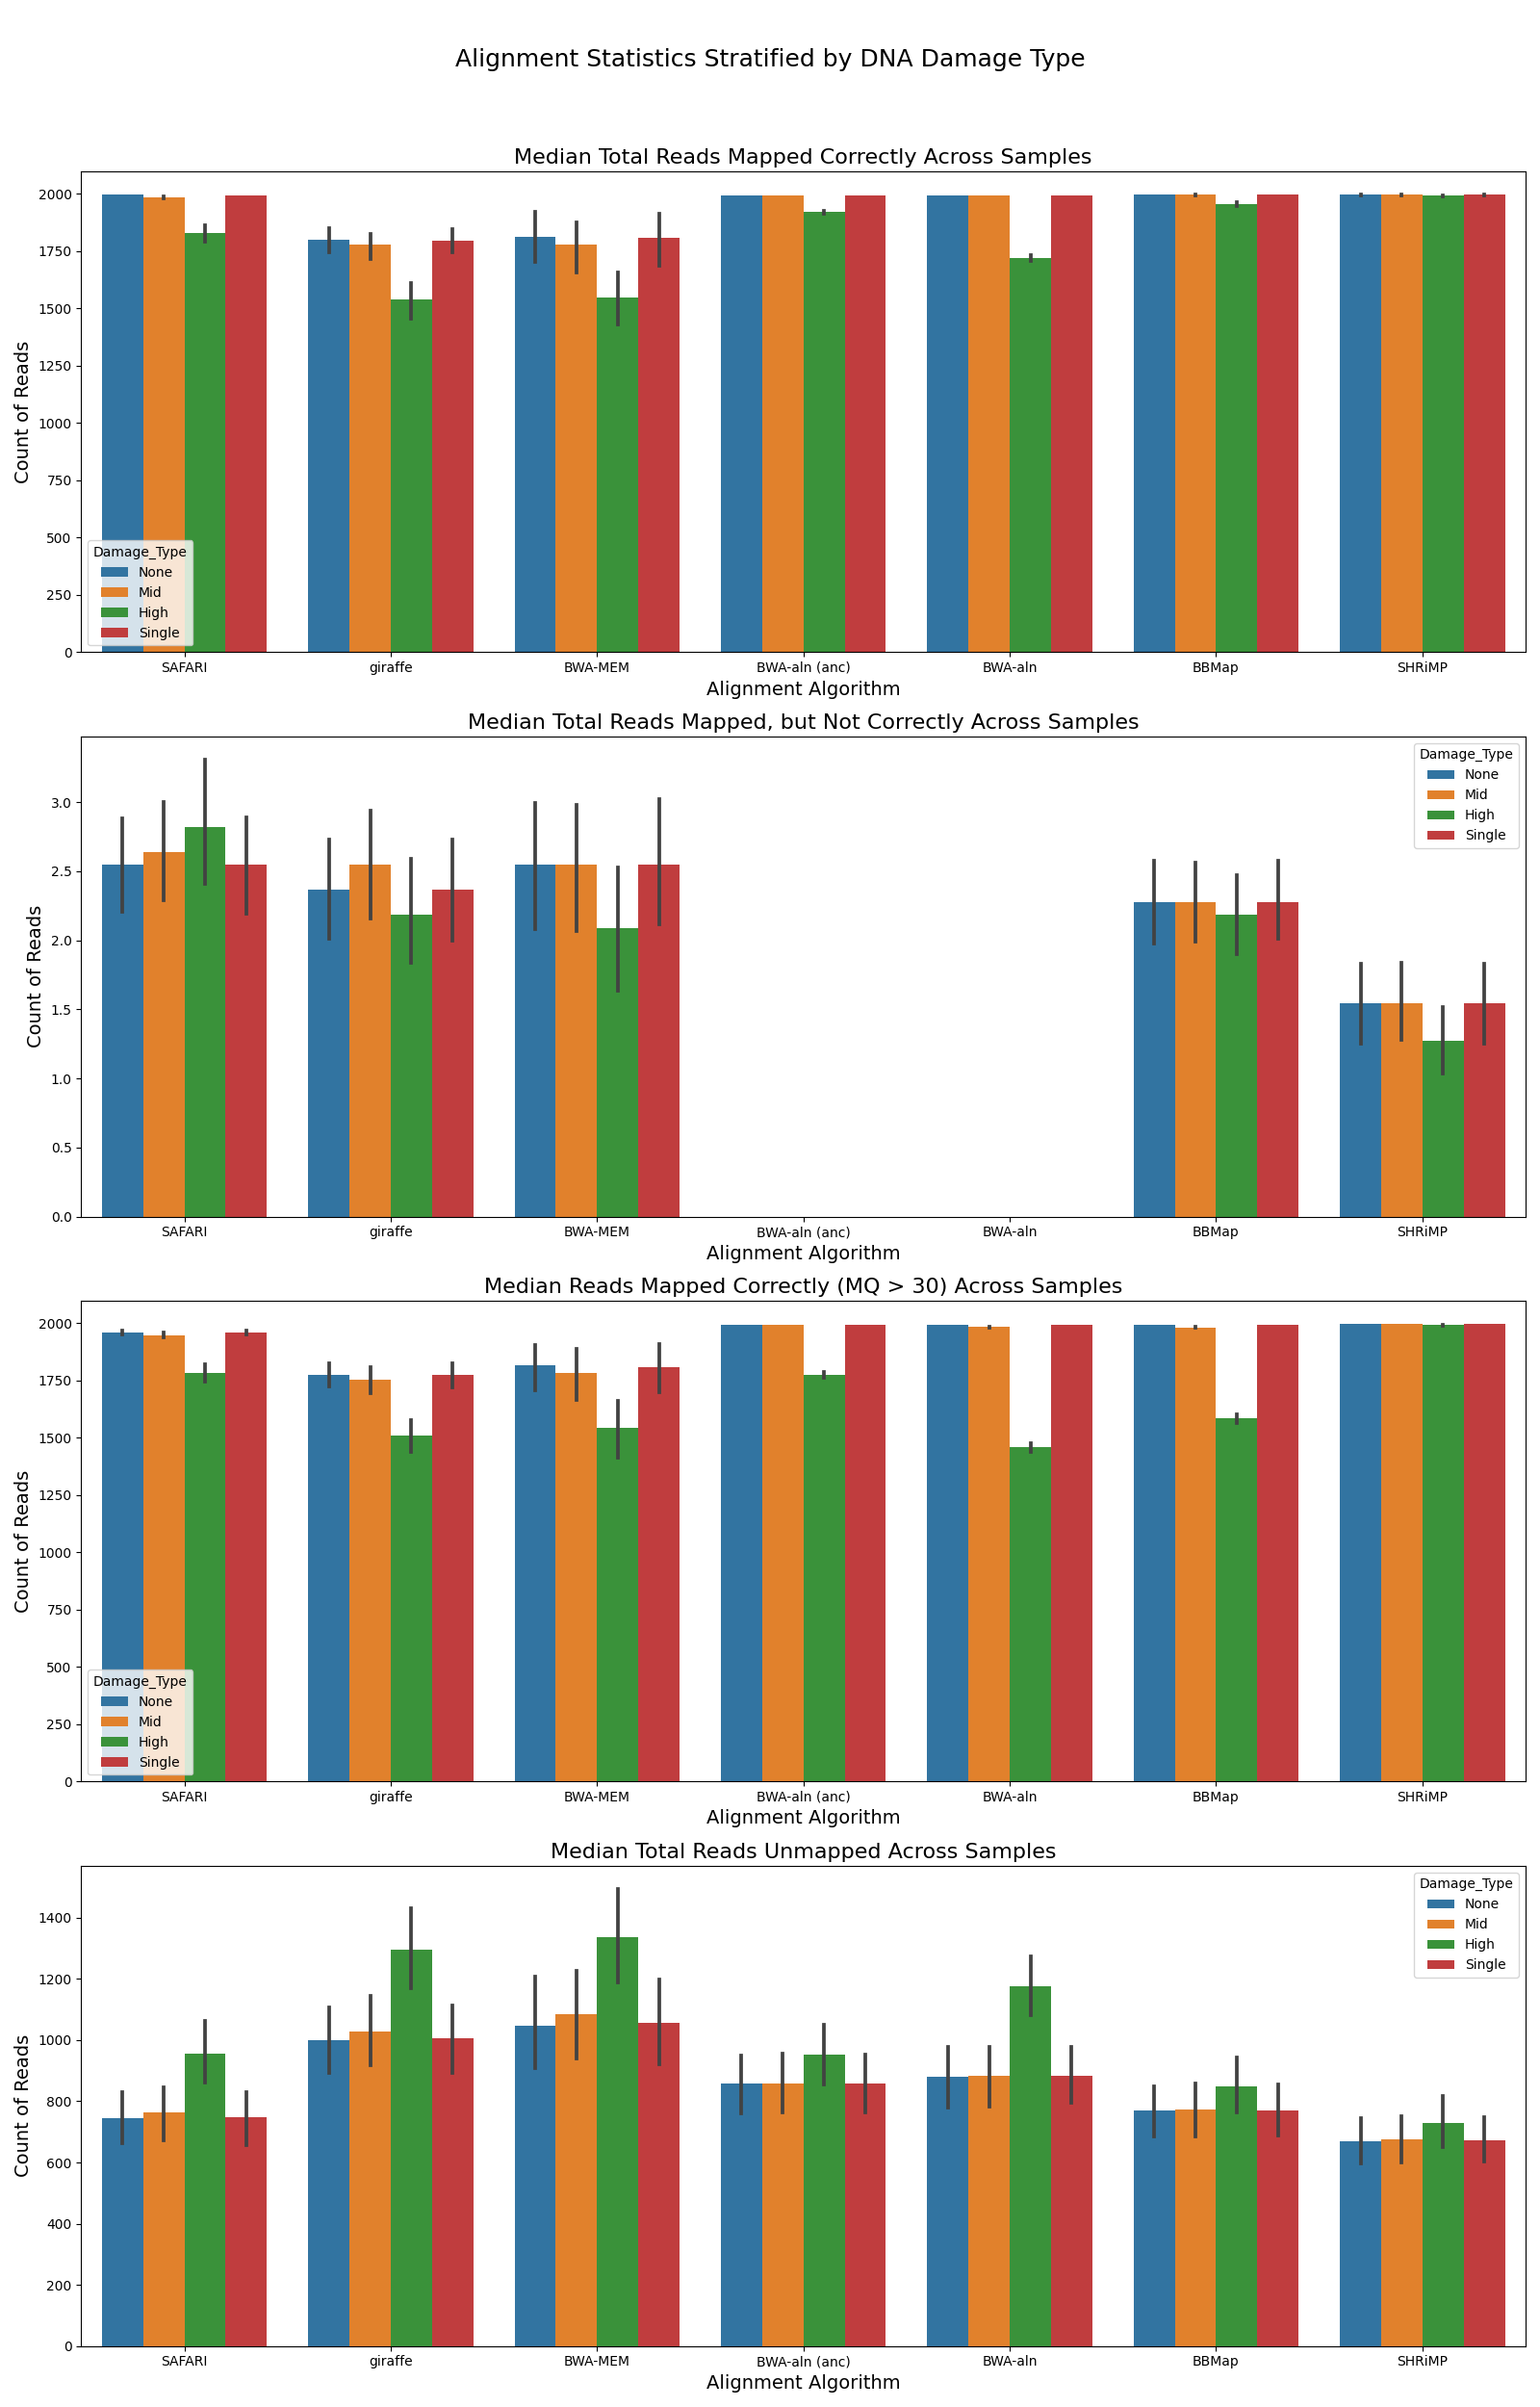 Alignment Statistics Stratified by DNA Damage Type
Median Total Reads Mapped Correctly Across Samples
Count of Reads
2000
1750
1500
1250
1000
750
500
250
0
Damage_Type
None
Mid
High
Single
SAFARI giraffe BWA-MEM BWA-aln (anc) BWA-aln BBMap SHRiMP
Alignment Algorithm
Median Total Reads Mapped, but Not Correctly Across Samples
Count of Reads
3.0
2.5
2.0
1.5
1.0
0.5
0.0
Damage_Type
None
Mid
High
Single
SAFARI giraffe BWA-MEM BWA-aln (anc) BWA-aln BBMap SHRiMP
Alignment Algorithm
Median Reads Mapped Correctly (MQ > 30) Across Samples
Count of Reads
2000
1750
1500
1250
1000
750
500
250
0
Damage_Type
None
Mid
High
Single
SAFARI giraffe BWA-MEM BWA-aln (anc) BWA-aln BBMap SHRiMP
Alignment Algorithm
Median Total Reads Unmapped Across Samples
Count of Reads
1400
1200
1000
800
600
400
200
0
Damage_Type
None
Mid
High
Single
SAFARI giraffe BWA-MEM BWA-aln (anc) BWA-aln BBMap SHRiMP
Alignment Algorithm